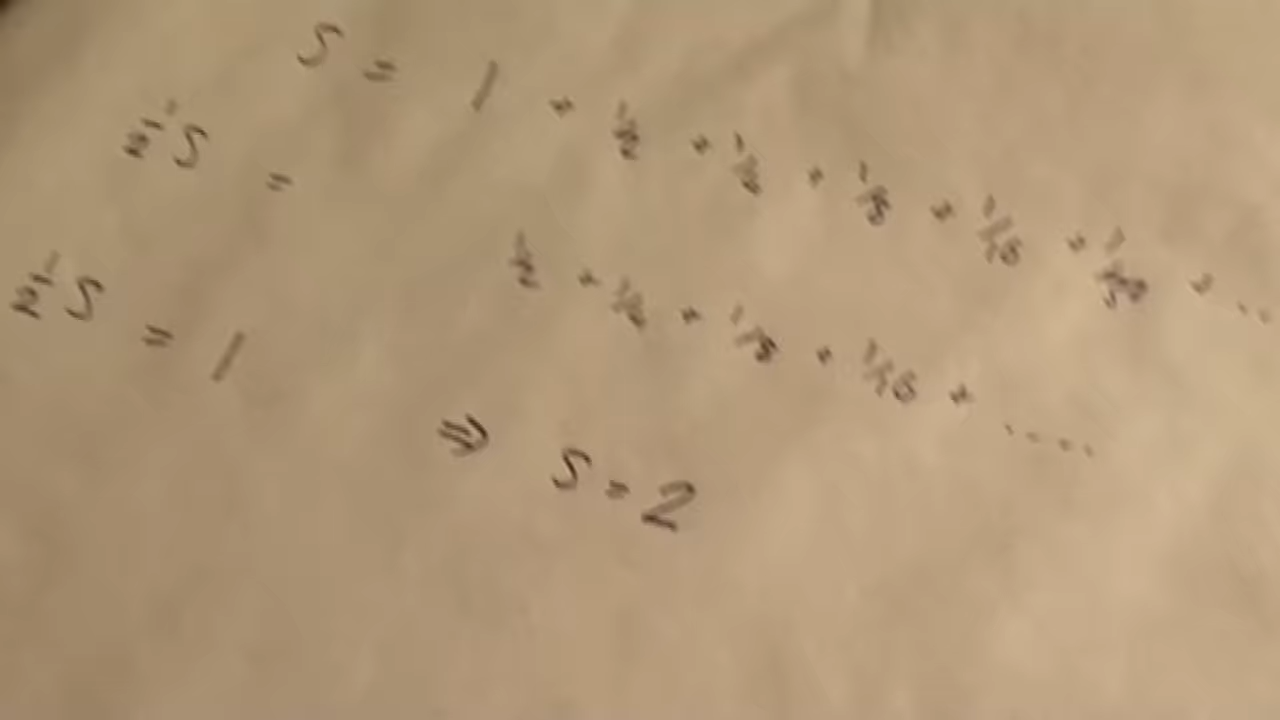 S = 1 + 1/2 + 1/4 + 1/8 + 1/16 + 1/32 + ...
1/2 S = 1/2 + 1/4 + 1/8 + 1/16 + ....
1/2 S = 1
⇒ S = 2